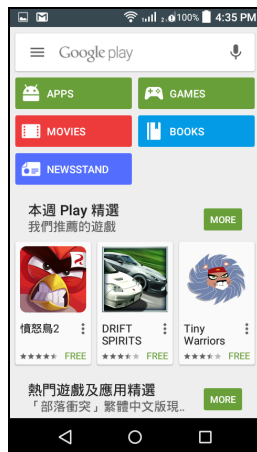 100% 4:35 PM
Google play
APPS
GAMES
MOVIES
BOOKS
NEWSSTAND
本週 Play 精選
我們推薦的遊戲
MORE
憤怒鳥2
FREE
DRIFT SPIRITS
FREE
Tiny Warriors
FREE
熱門遊戲及應用精選
「部落衝突」繁體中文版現..
MORE